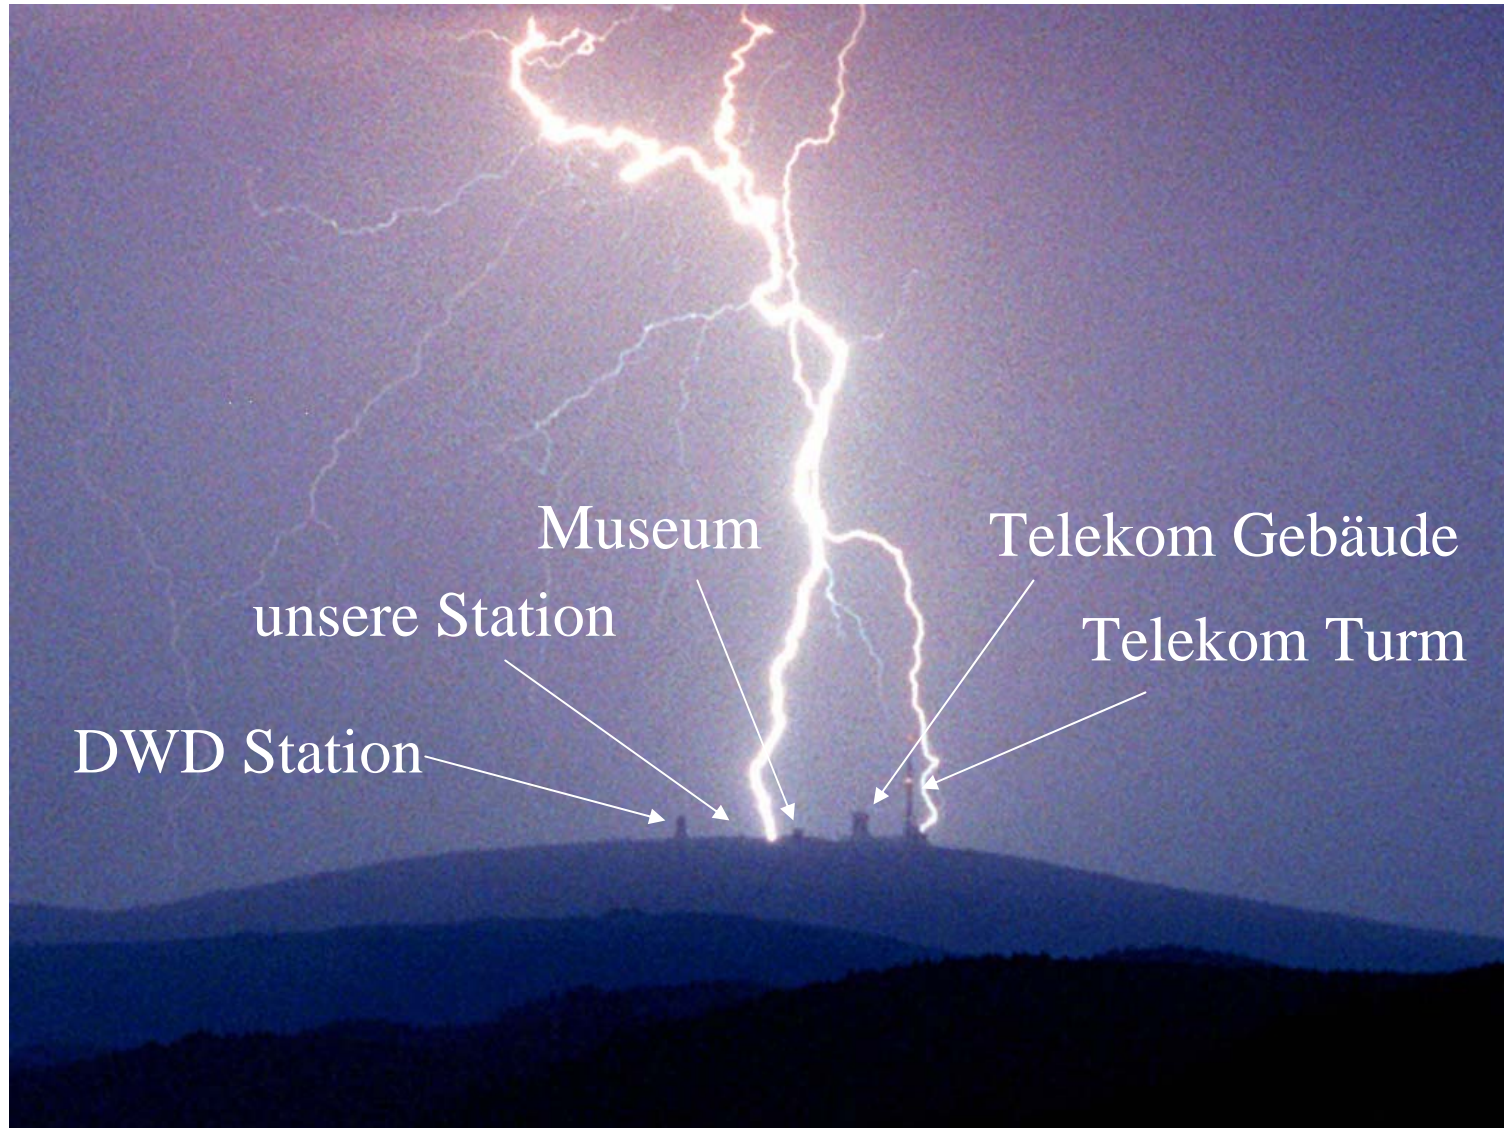 Museum
Telekom Gebäude
unsere Station
Telekom Turm
DWD Station